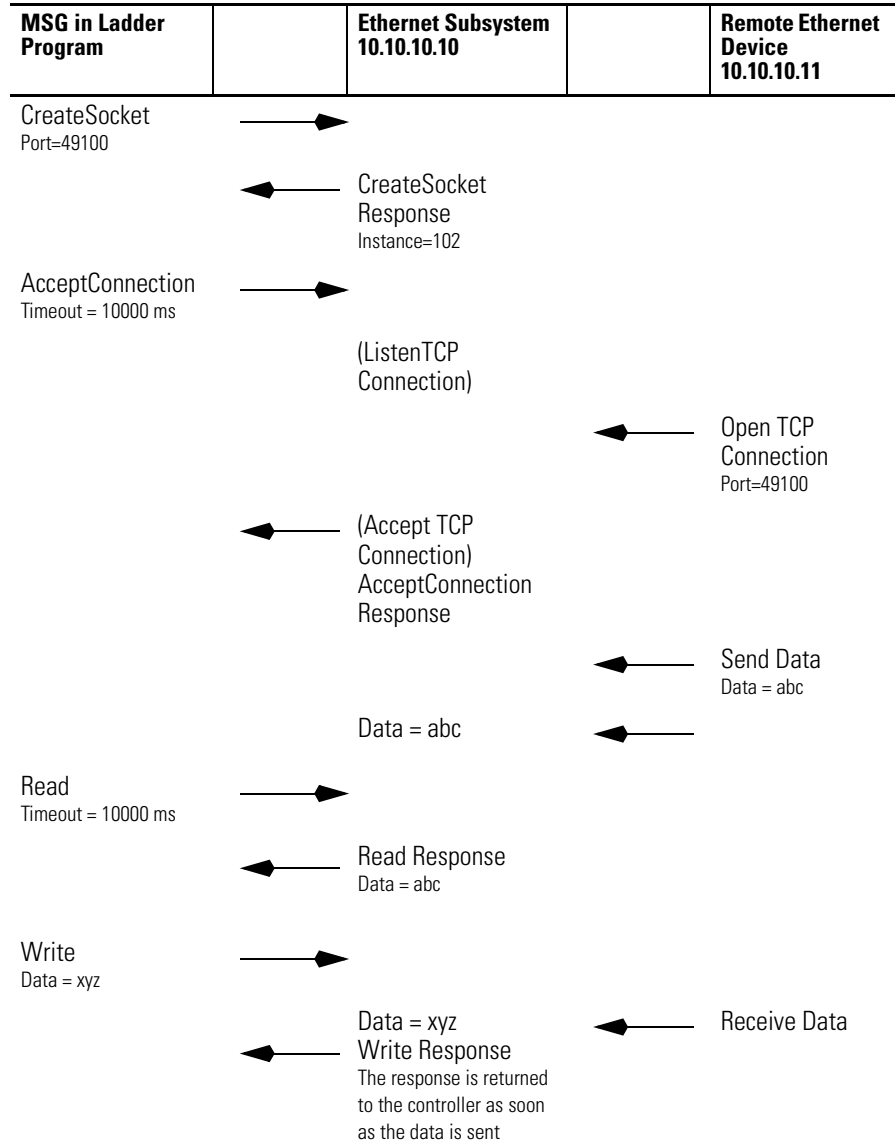 MSG in Ladder
Program
Ethernet Subsystem
10.10.10.10
Remote Ethernet
Device
10.10.10.11
CreateSocket
Port=49100
CreateSocket
Response
Instance=102
AcceptConnection
Timeout = 10000 ms
(ListenTCP
Connection)
Open TCP
Connection
Port=49100
(Accept TCP
Connection)
AcceptConnection
Response
Send Data
Data = abc
Data = abc
Read
Timeout = 10000 ms
Read Response
Data = abc
Write
Data = xyz
Data = xyz
Write Response
The response is returned
to the controller as soon
as the data is sent
Receive Data